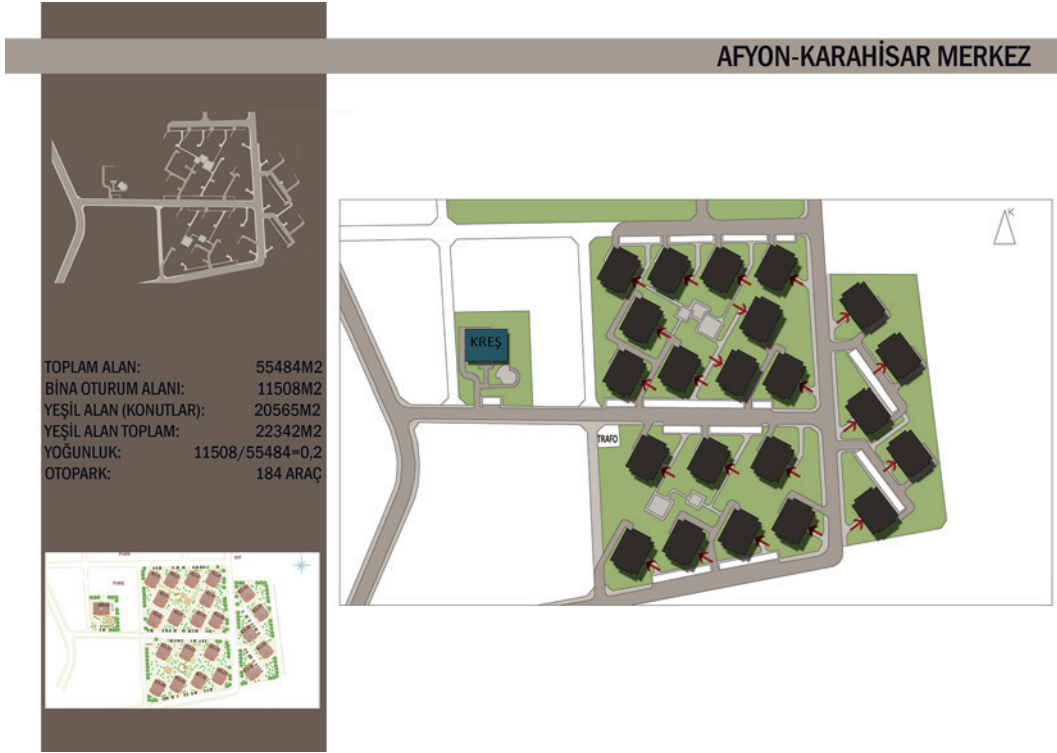 AFYON-KARAHİSAR MERKEZ
TOPLAM ALAN: 55484M2
BİNA OTURUM ALANI: 11508M2
YEŞİL ALAN (KONUTLAR): 20565M2
YEŞİL ALAN TOPLAM: 22342M2
YOĞUNLUK: 11508/55484=0,2
OTOPARK: 184 ARAÇ
K
KREŞ
TRAFO
PARK